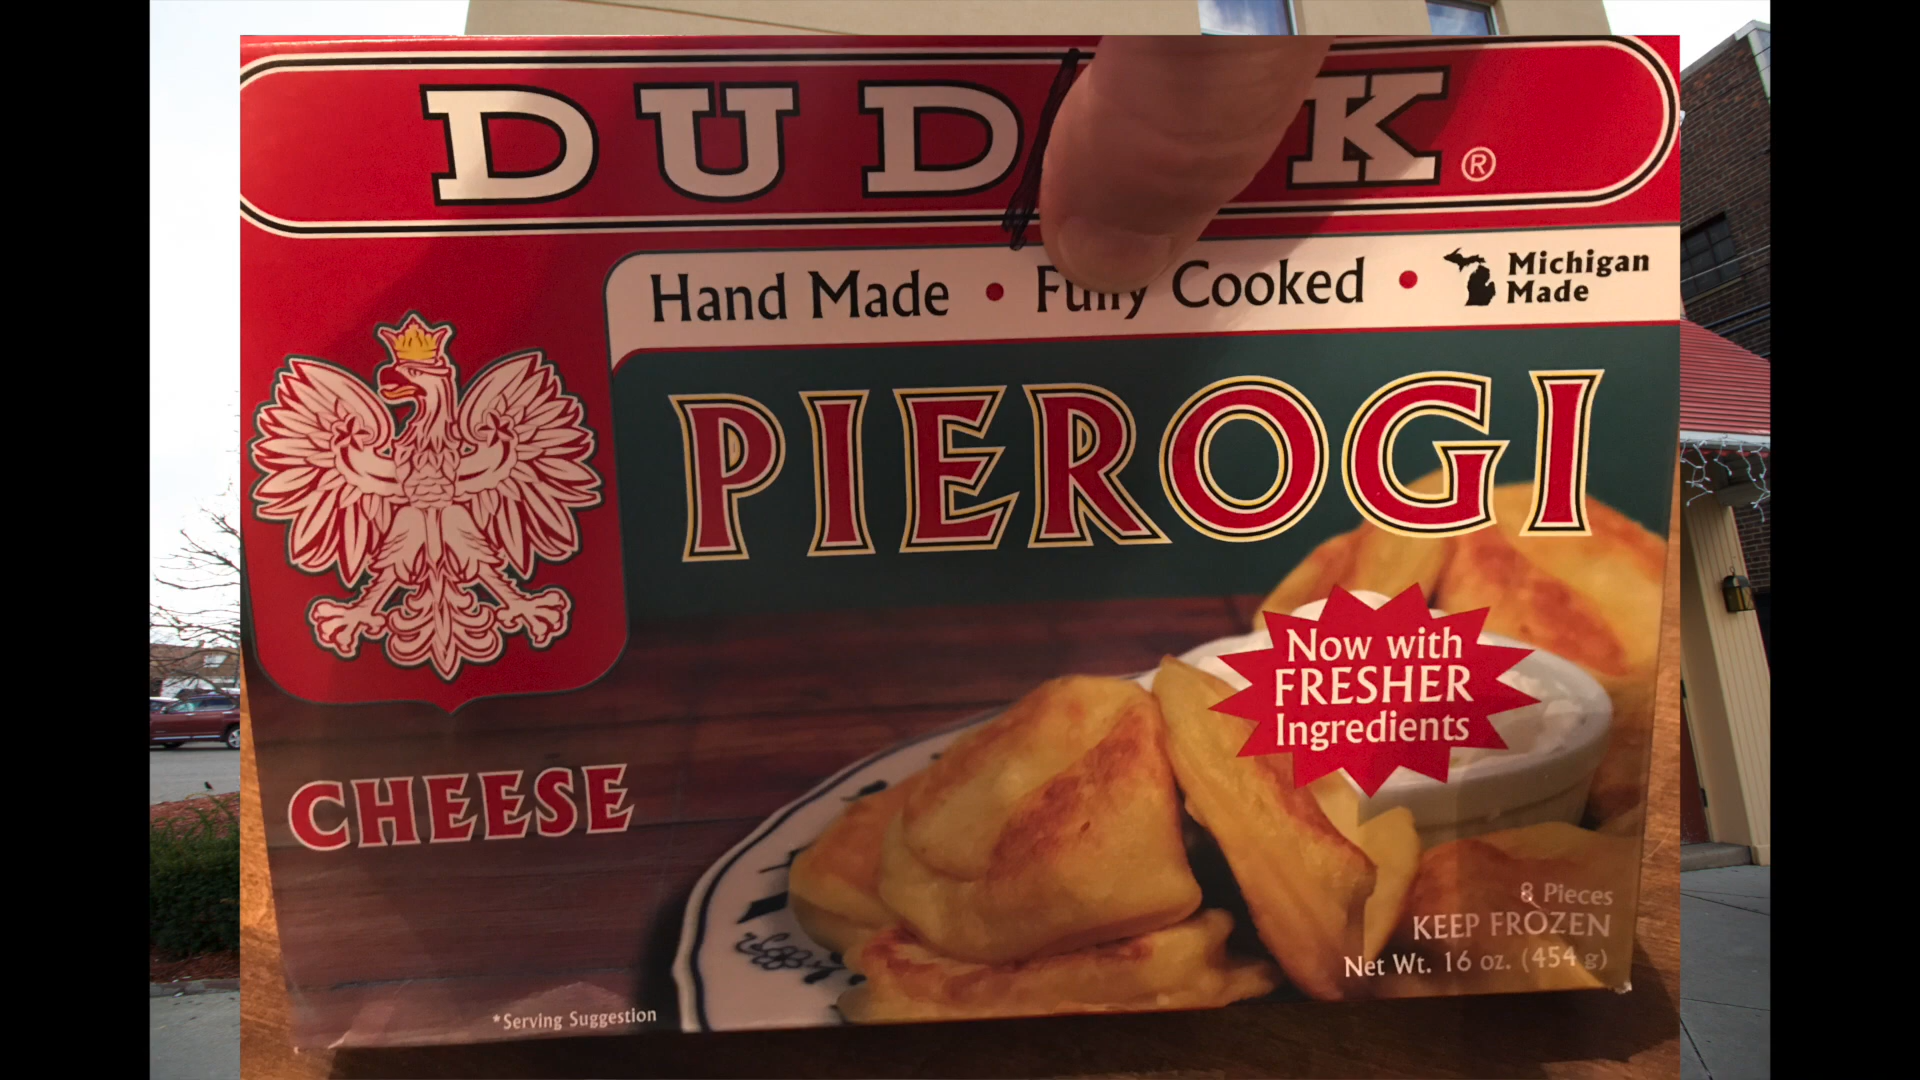 DUD K®
Hand Made • Fully Cooked • Michigan Made
PIEROGI
Now with
FRESHER
Ingredients
CHEESE
8 Pieces
KEEP FROZEN
Net Wt. 16 oz. (454 g)
*Serving Suggestion